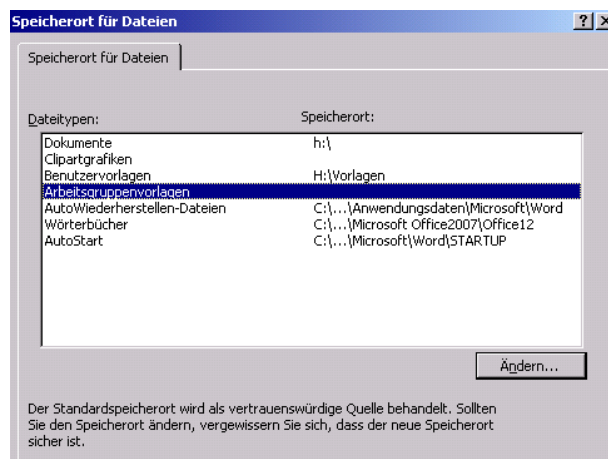 Speicherort für Dateien
Speicherort für Dateien
Dateitypen: Speicherort:
Dokumente h:\
Clipartgrafiken
Benutzervorlagen H:\Vorlagen
Arbeitsgruppenvorlagen
AutoWiederherstellen-Dateien C:\...\Anwendungsdaten\Microsoft\Word
Wörterbücher C:\...\Microsoft Office2007\Office12
AutoStart C:\...\Microsoft\Word\STARTUP
Ändern...
Der Standardspeicherort wird als vertrauenswürdige Quelle behandelt. Sollten
Sie den Speicherort ändern, vergewissern Sie sich, dass der neue Speicherort
sicher ist.